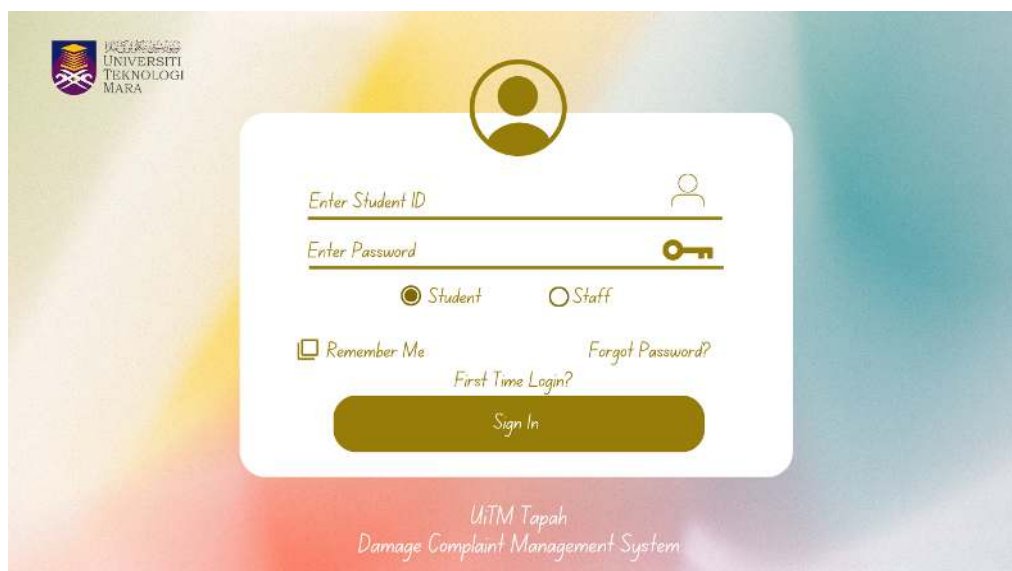 UNIVERSITI
TEKNOLOGI
MARA
Enter Student ID
Enter Password
Student
Staff
Remember Me
Forgot Password?
First Time Login?
Sign In
UiTM Tapah
Damage Complaint Management System